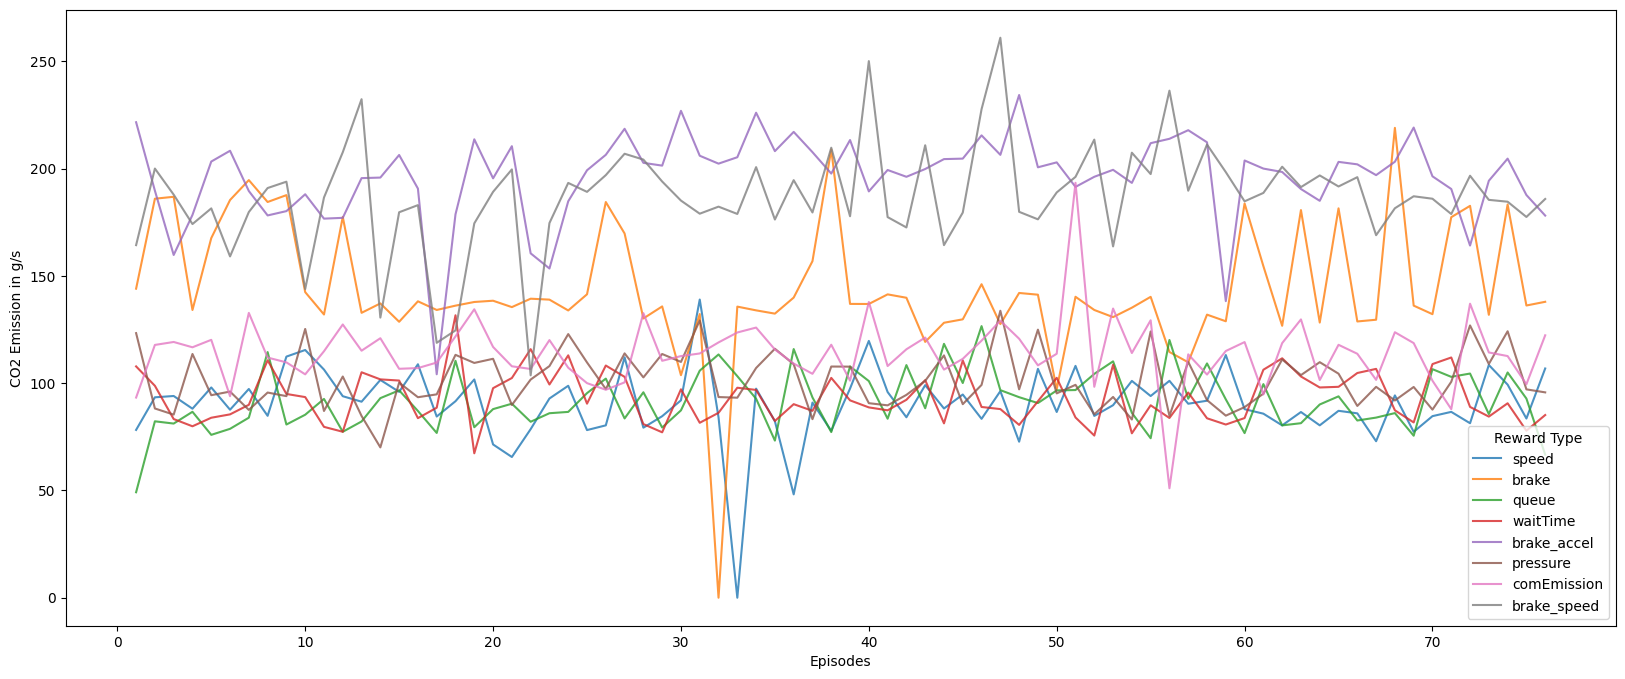 CO2 Emission in g/s
250
200
150
100
50
0
0 10 20 30 40 50 60 70
Episodes
Reward Type
speed
brake
queue
waitTime
brake_accel
pressure
comEmission
brake_speed